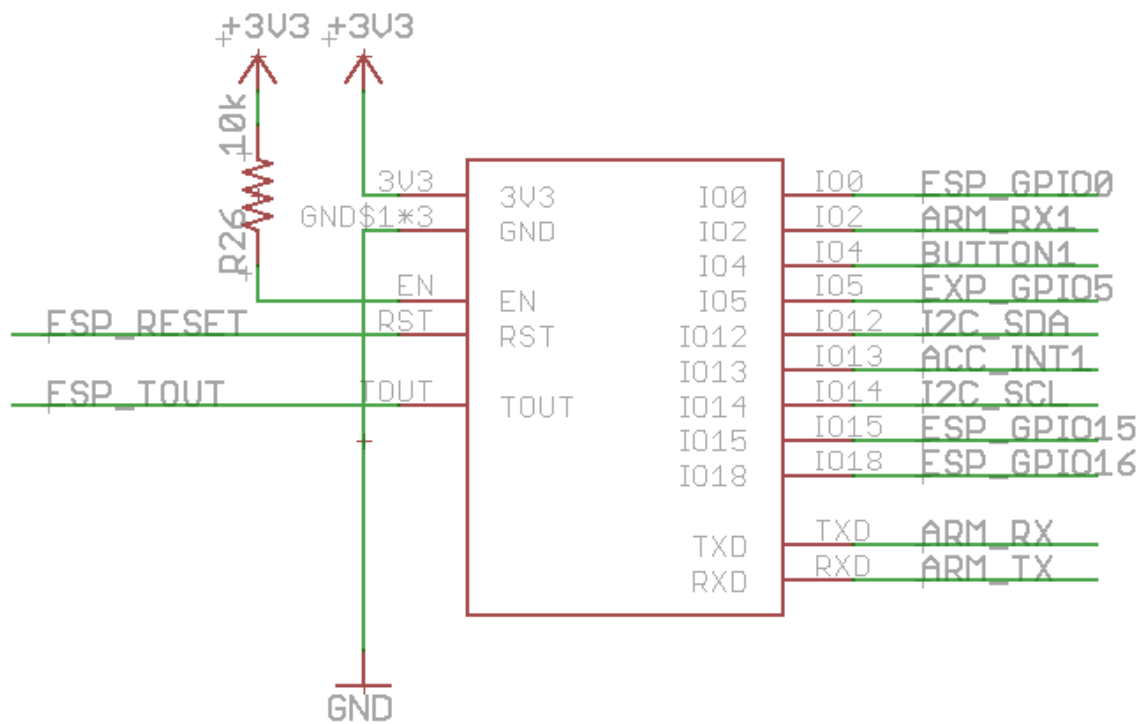 +3V3 +3V3
10k
R26
3V3
GND$1*3
EN
RST
TOUT
ESP_RESET
ESP_TOUT
3V3
GND
EN
RST
TOUT
IO0
IO2
IO4
IO5
IO12
IO13
IO14
IO15
IO18
TXD
RXD
IO0 ESP_GPIO0
IO2 ARM_RX1
IO4 BUTTON1
IO5 EXP_GPIO5
IO12 I2C_SDA
IO13 ACC_INT1
IO14 I2C_SCL
IO15 ESP_GPIO15
IO18 ESP_GPIO16
TXD ARM_RX
RXD ARM_TX
GND